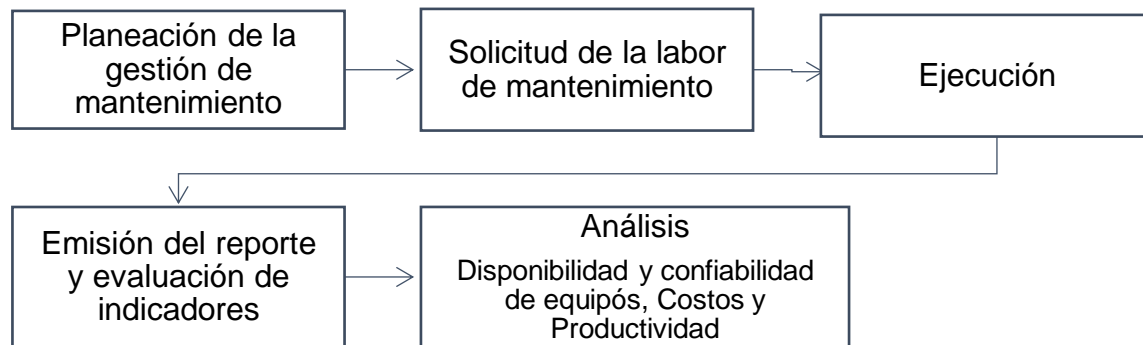 Planeación de la
gestión de
mantenimiento
Solicitud de la labor
de mantenimiento
Ejecución
Emisión del reporte
y evaluación de
indicadores
Análisis
Disponibilidad y confiabilidad
de equipós, Costos y
Productividad